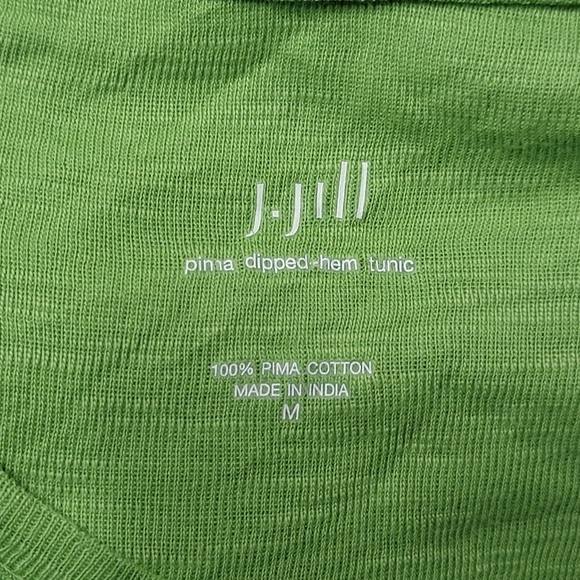 J.Jill
pima dipped-hem tunic
100% PIMA COTTON
MADE IN INDIA
M